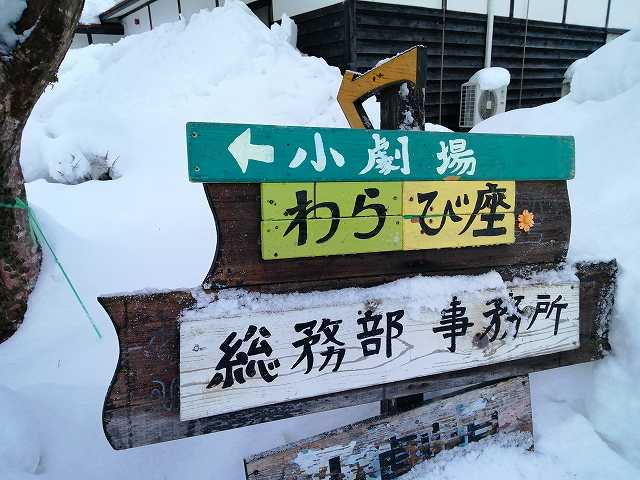 ← 小劇場
わらび座
総務部 事務所